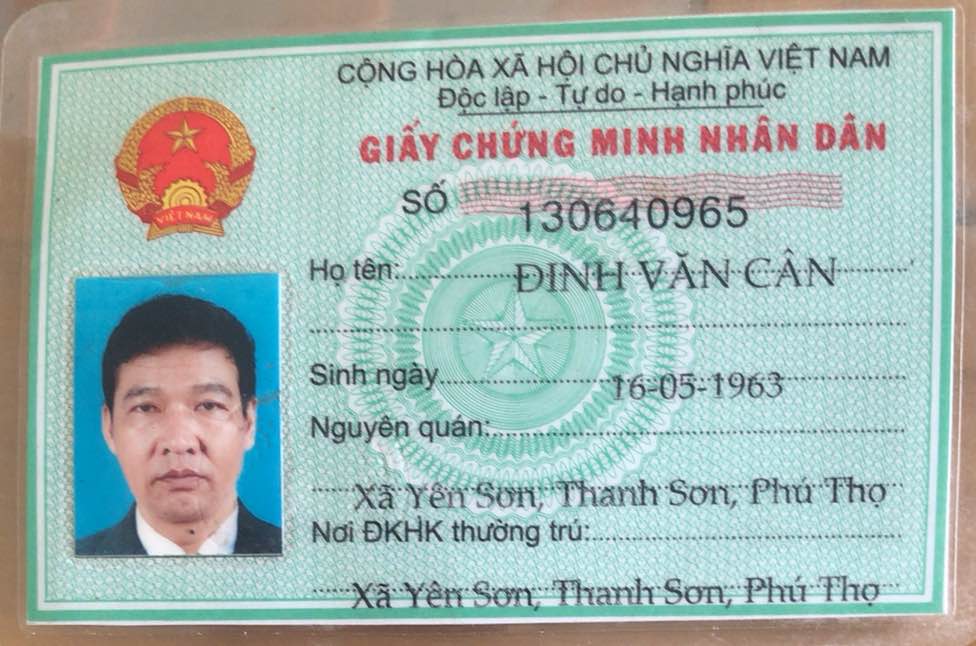 CỘNG HÒA XÃ HỘI CHỦ NGHĨA VIỆT NAM
Độc lập - Tự do - Hạnh phúc
GIẤY CHỨNG MINH NHÂN DÂN
SỐ 130640965
VIỆT NAM
Họ tên: ĐINH VĂN CÂN
Sinh ngày 16-05-1963
Nguyên quán:
Xã Yên Sơn, Thanh Sơn, Phú Thọ
Nơi ĐKHK thường trú:
Xã Yên Sơn, Thanh Sơn, Phú Thọ